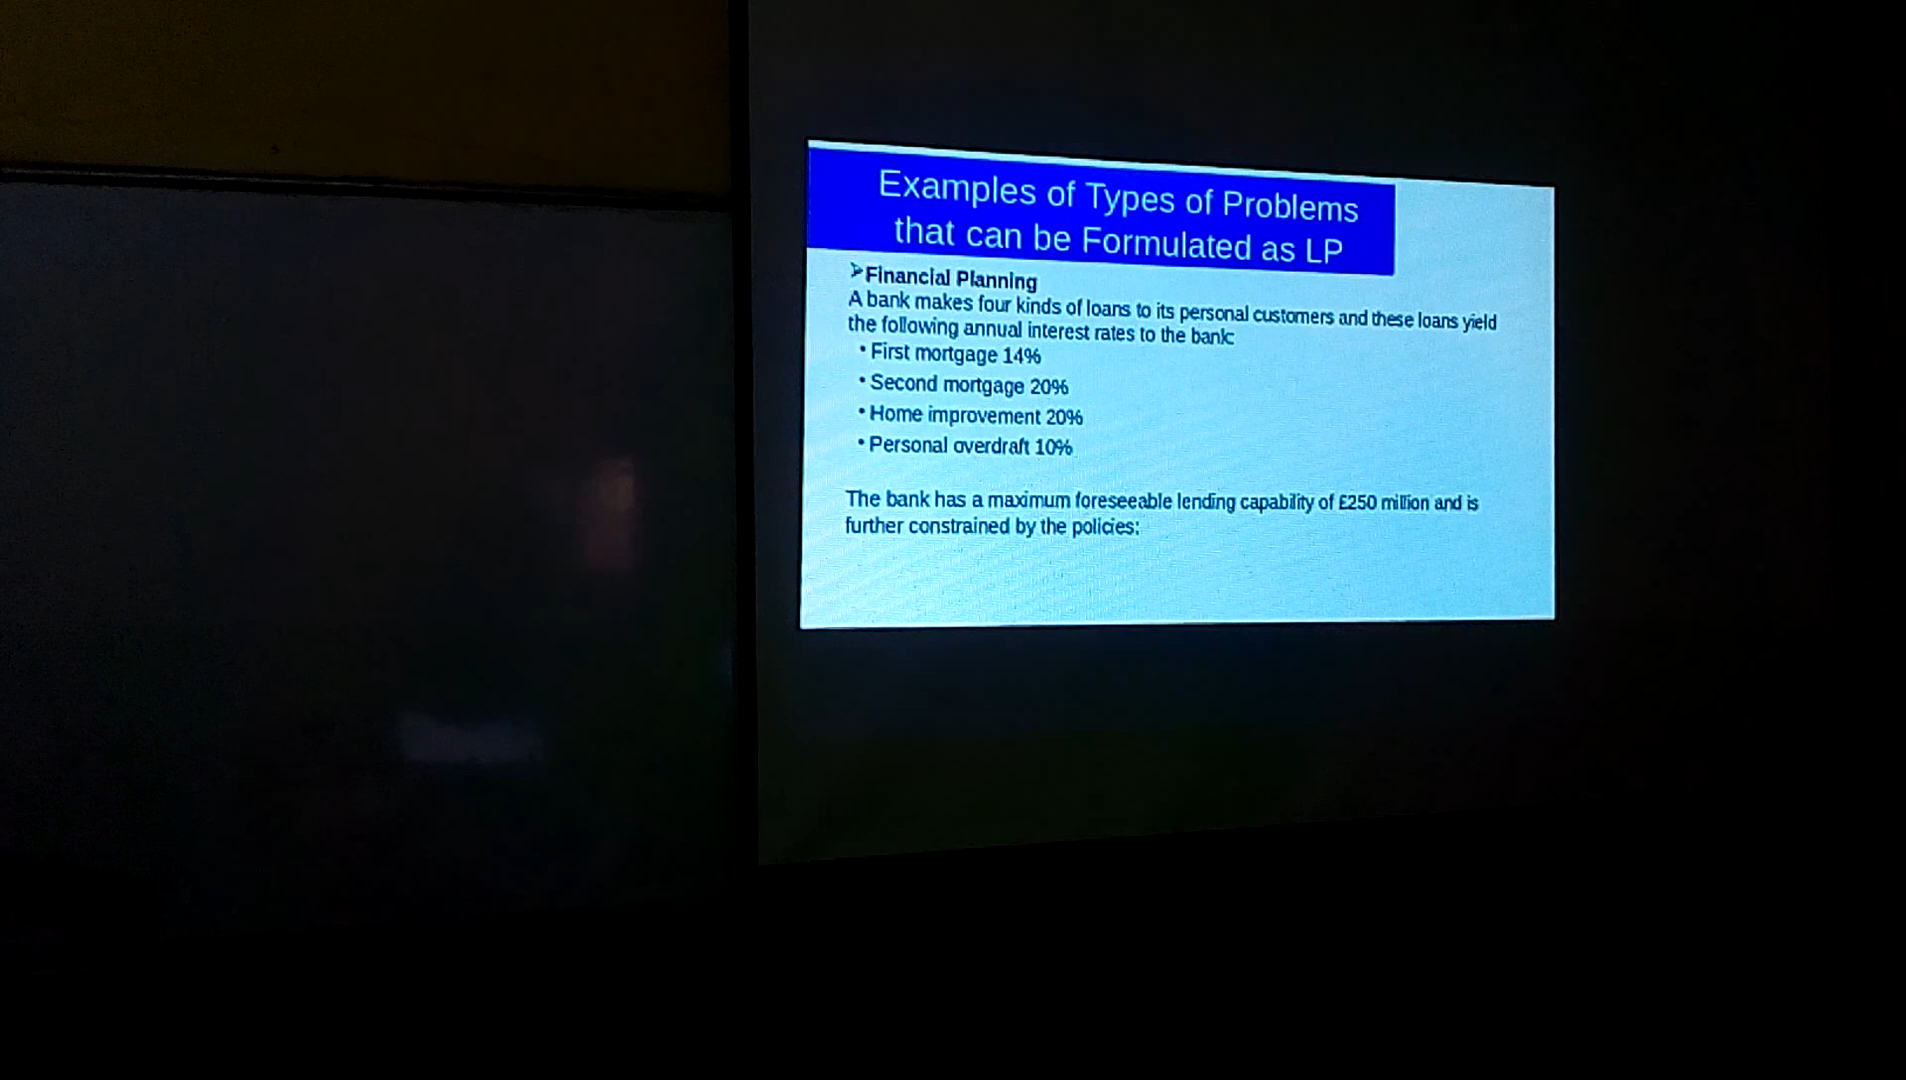 Examples of Types of Problems
that can be Formulated as LP
➢Financial Planning
A bank makes four kinds of loans to its personal customers and these loans yield
the following annual interest rates to the bank:
• First mortgage 14%
• Second mortgage 20%
• Home improvement 20%
• Personal overdraft 10%
The bank has a maximum foreseeable lending capability of £250 million and is
further constrained by the policies: